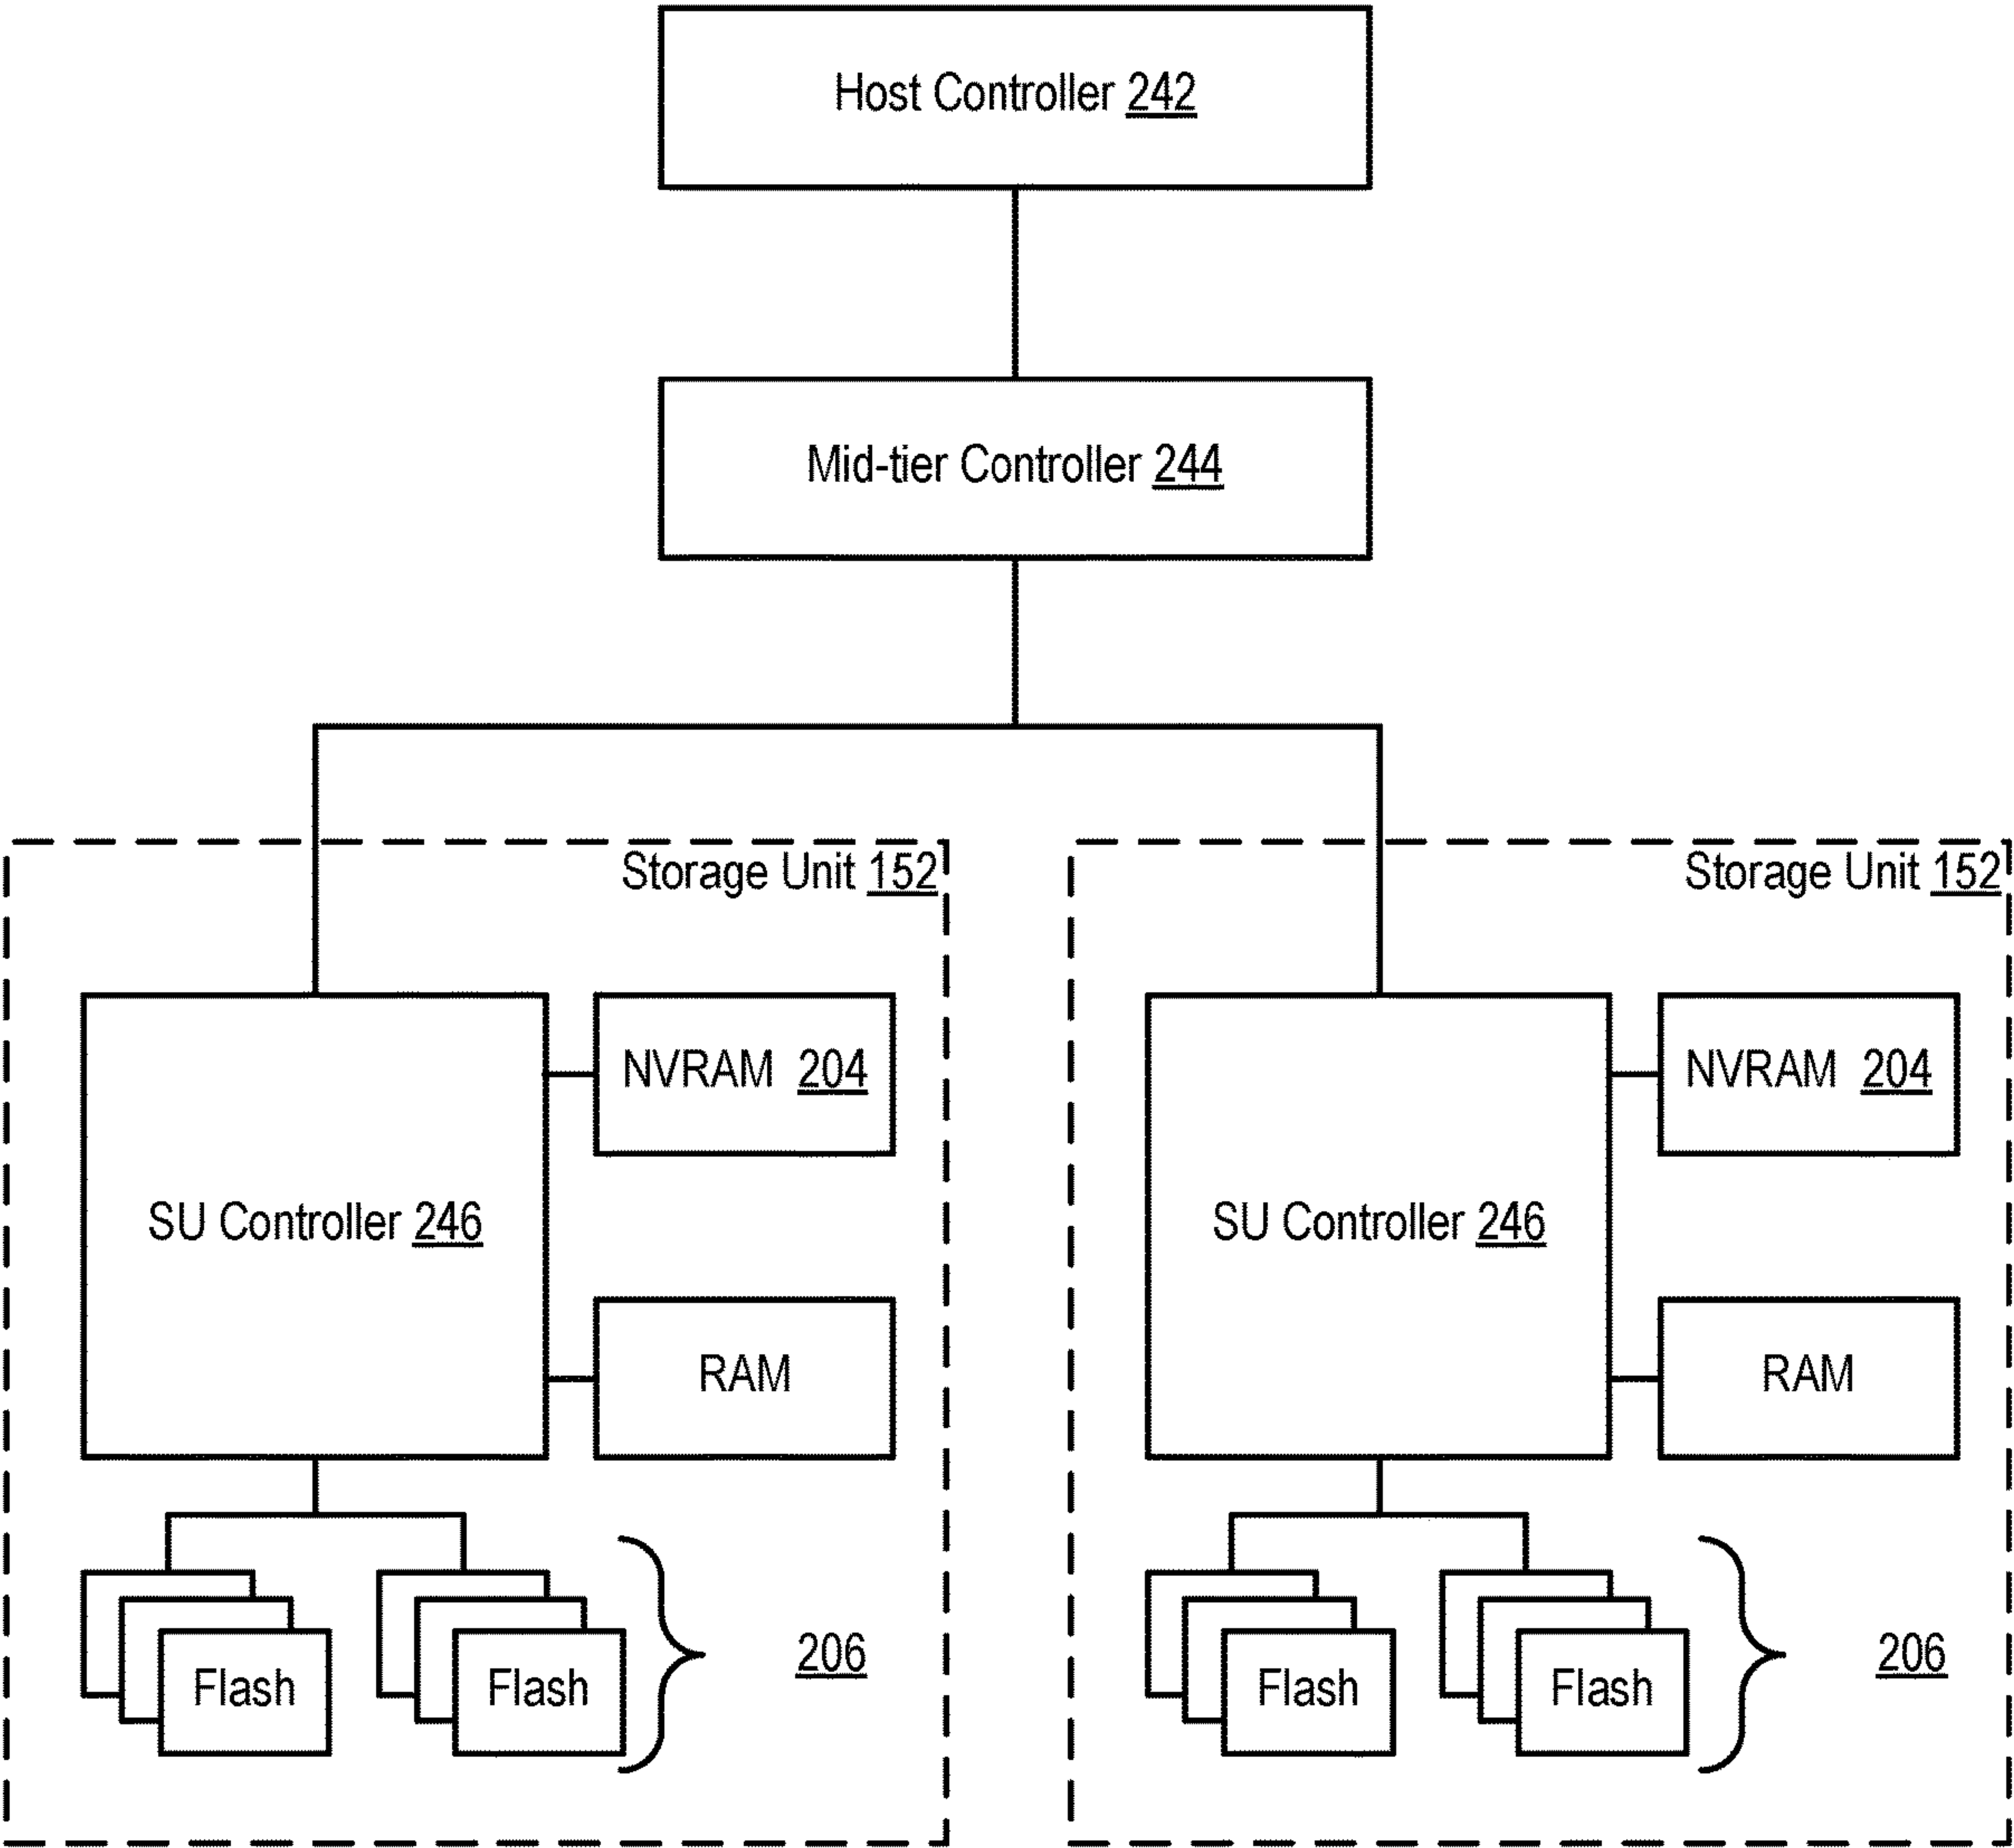 Host Controller 242
Mid-tier Controller 244
Storage Unit 152
NVRAM 204
SU Controller 246
RAM
Flash
Flash
206
Storage Unit 152
NVRAM 204
SU Controller 246
RAM
Flash
Flash
206